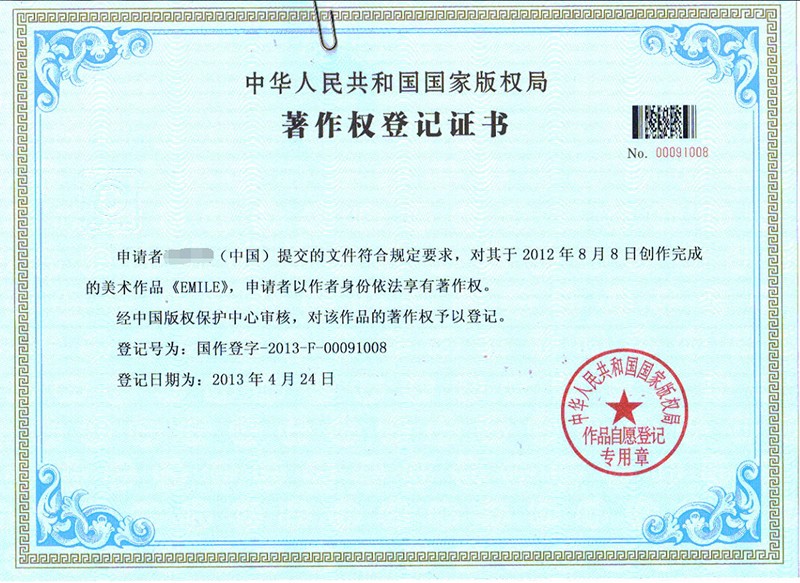 中华人民共和国国家版权局
著作权登记证书
No. 00091008
申请者（中国）提交的文件符合规定要求，对其于 2012 年 8 月 8 日创作完成
的美术作品《EMILE》，申请者以作者身份依法享有著作权。
经中国版权保护中心审核，对该作品的著作权予以登记。
登记号为：国作登字-2013-F-00091008
登记日期为：2013 年 4 月 24 日
中华人民共和国国家版权局
作品自愿登记
专用章